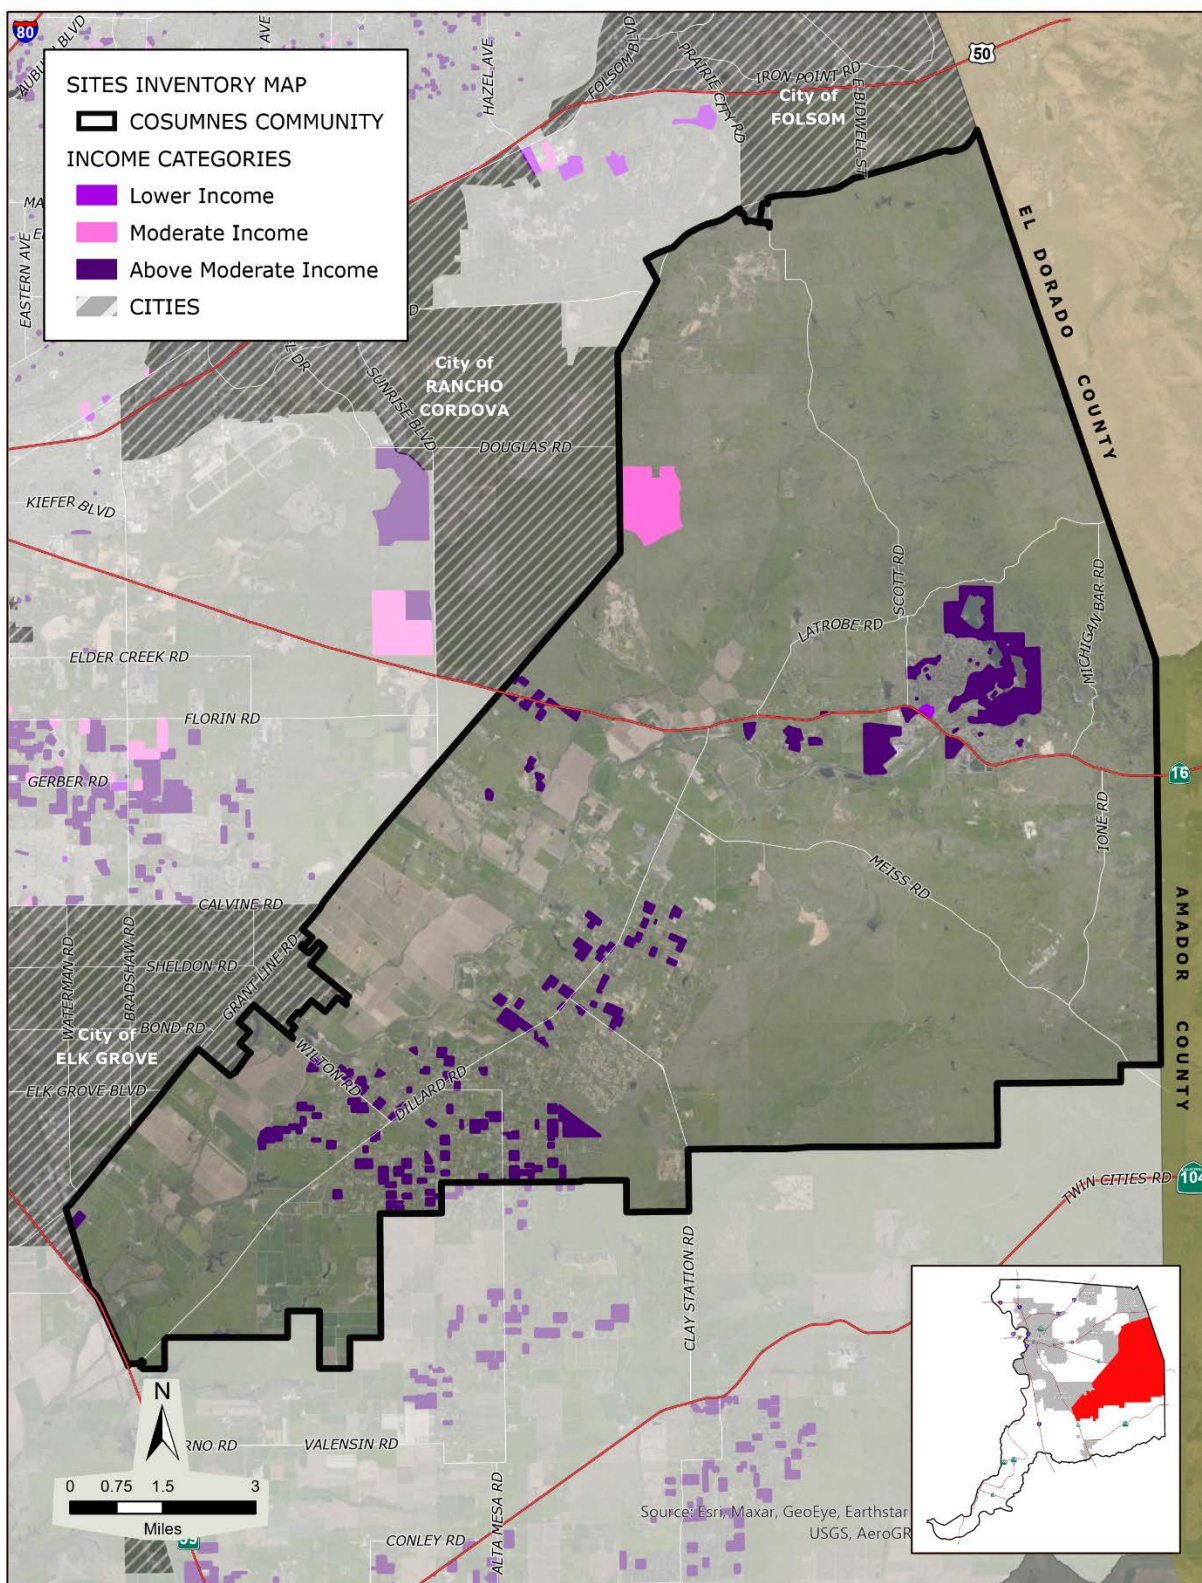 80
AUBURN BLVD
HAZEL AVE
FOLSOM BLVD
PRAIRIE CITY RD
IRON POINT RD
50
City of
FOLSOM
E BIDWELL ST
SITES INVENTORY MAP
COSUMNES COMMUNITY
INCOME CATEGORIES
Lower Income
Moderate Income
Above Moderate Income
CITIES
EASTERN AVE
EL DORADO COUNTY
City of
RANCHO
CORDOVA
SUNRISE BLVD
DOUGLAS RD
KIEFER BLVD
SCOTT RD
LATROBE RD
MICHIGAN BAR RD
ELDER CREEK RD
FLORIN RD
GERBER RD
16
IONE RD
MEISS RD
CALVINE RD
WATERMAN RD
BRADSHAW RD
SHELDON RD
GRANT LINE RD
BOND RD
City of
ELK GROVE
ELK GROVE BLVD
WILTON RD
DILLARD RD
AMADOR COUNTY
TWIN CITIES RD
104
CLAY STATION RD
N
RNO RD
VALENSIN RD
0 0.75 1.5 3
Miles
ALTA MESA RD
CONLEY RD
99
Source: Esri, Maxar, GeoEye, Earthstar
USGS, AeroGR